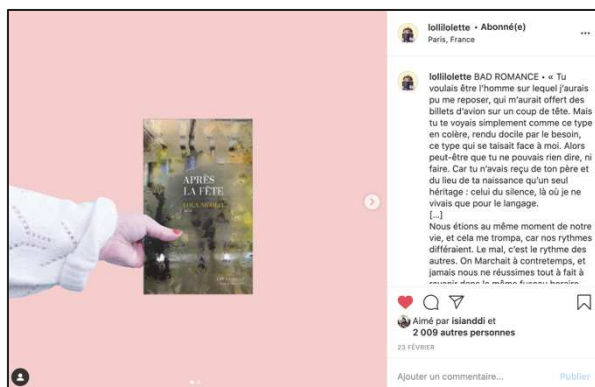 lollilolette • Abonné(e)
Paris, France
lollilolette BAD ROMANCE • « Tu
voulais être l'homme sur lequel j'aurais
pu me reposer, qui m'aurait offert des
billets d'avion sur un coup de tête. Mais
tu te voyais simplement comme ce type
en colère, rendu docile par le besoin,
ce type qui se taisait face à moi. Alors
peut-être que tu ne pouvais rien dire, ni
faire. Car tu n'avais reçu de ton père et
du lieu de ta naissance qu'un seul
héritage : celui du silence, là où je ne
vivais que pour le langage.
[...]
Nous étions au même moment de notre
vie, et cela me trompa, car nos rythmes
différaient. Le mal, c'est le rythme des
autres. On Marchait à contretemps, et
jamais nous ne réussîmes tout à fait à
revenir dans le même fuseau horaire
Aimé par isianddi et
2 009 autres personnes
23 FÉVRIER
Ajouter un commentaire...
Publier
APRÈS
LA FÊTE
LOLA NICOLLE